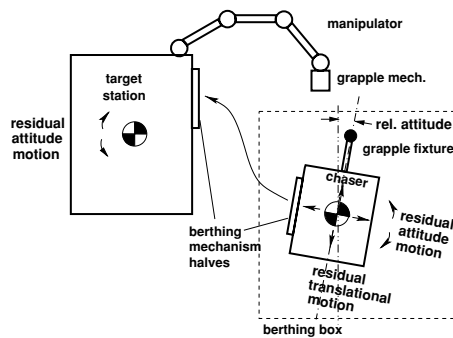 manipulator
target
station
grapple mech.
residual
attitude
motion
rel. attitude
grapple fixture
chaser
berthing
mechanism
halves
residual
attitude
motion
residual
translational
motion
berthing box